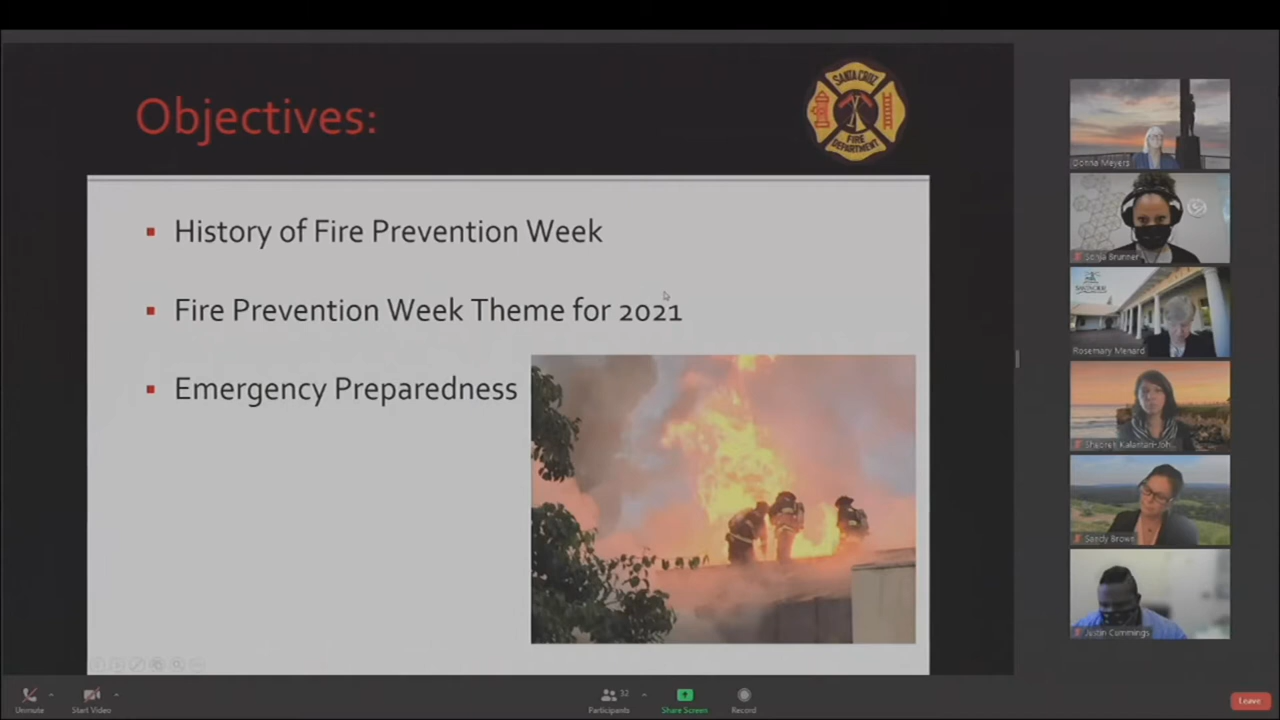 Objectives:
SANTA CRUZ
FIRE
DEPARTMENT
History of Fire Prevention Week
Fire Prevention Week Theme for 2021
Emergency Preparedness
Donna Meyers
Sonja Brunner
Rosemary Menard
Sandy Brown
Justin Cummings
Unmute
Start Video
32
Participants
Share Screen
Record
Leave